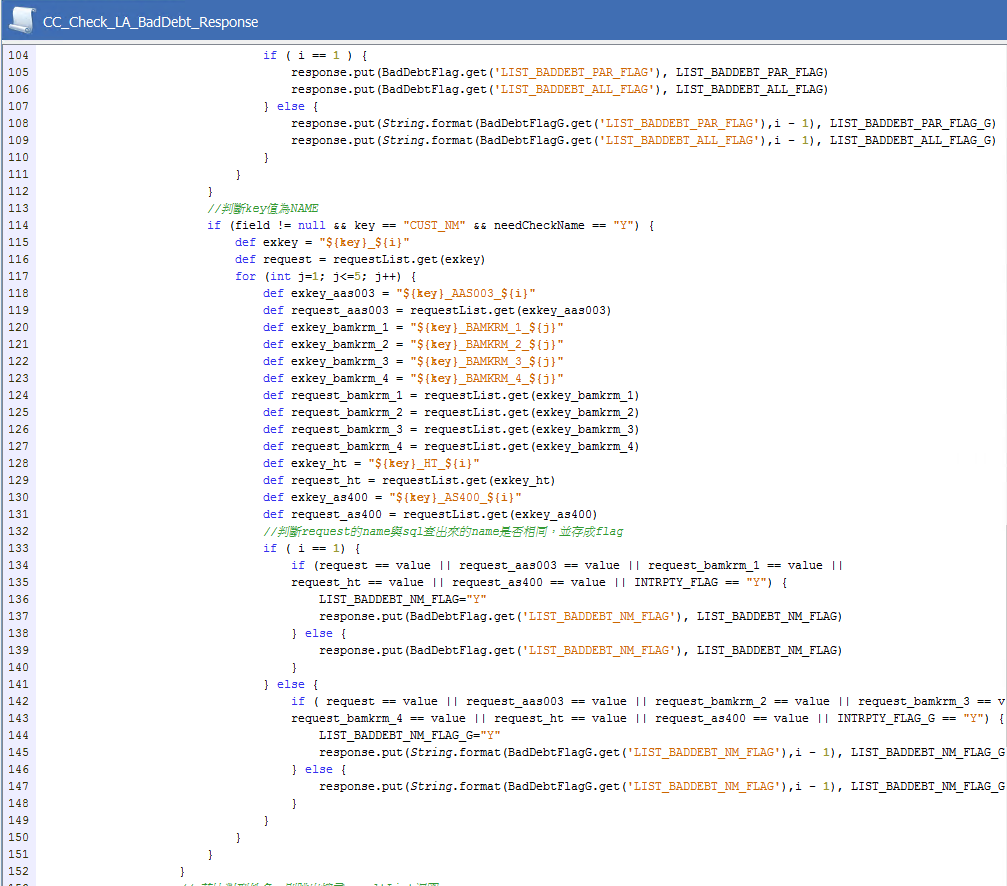 CC_Check_LA_BadDebt_Response
104 if ( i == 1 ) {
105 response.put(BadDebtFlag.get('LIST_BADDEBT_PAR_FLAG'), LIST_BADDEBT_PAR_FLAG)
106 response.put(BadDebtFlag.get('LIST_BADDEBT_ALL_FLAG'), LIST_BADDEBT_ALL_FLAG)
107 } else {
108 response.put(String.format(BadDebtFlagG.get('LIST_BADDEBT_PAR_FLAG'),i - 1), LIST_BADDEBT_PAR_FLAG_G)
109 response.put(String.format(BadDebtFlagG.get('LIST_BADDEBT_ALL_FLAG'),i - 1), LIST_BADDEBT_ALL_FLAG_G)
110 }
111 }
112 }
113 //判斷key值為NAME
114 if (field != null && key == "CUST_NM" && needCheckName == "Y") {
115 def exkey = "${key}_${i}"
116 def request = requestList.get(exkey)
117 for (int j=1; j<=5; j++) {
118 def exkey_aas003 = "${key}_AAS003_${i}"
119 def request_aas003 = requestList.get(exkey_aas003)
120 def exkey_bamkrm_1 = "${key}_BAMKRM_1_${j}"
121 def exkey_bamkrm_2 = "${key}_BAMKRM_2_${j}"
122 def exkey_bamkrm_3 = "${key}_BAMKRM_3_${j}"
123 def exkey_bamkrm_4 = "${key}_BAMKRM_4_${j}"
124 def request_bamkrm_1 = requestList.get(exkey_bamkrm_1)
125 def request_bamkrm_2 = requestList.get(exkey_bamkrm_2)
126 def request_bamkrm_3 = requestList.get(exkey_bamkrm_3)
127 def request_bamkrm_4 = requestList.get(exkey_bamkrm_4)
128 def exkey_ht = "${key}_HT_${i}"
129 def request_ht = requestList.get(exkey_ht)
130 def exkey_as400 = "${key}_AS400_${i}"
131 def request_as400 = requestList.get(exkey_as400)
132 //判斷request的name與sql查出來的name是否相同，並存成flag
133 if ( i == 1) {
134 if (request == value || request_aas003 == value || request_bamkrm_1 == value ||
135 request_ht == value || request_as400 == value || INTRPTY_FLAG == "Y") {
136 LIST_BADDEBT_NM_FLAG="Y"
137 response.put(BadDebtFlag.get('LIST_BADDEBT_NM_FLAG'), LIST_BADDEBT_NM_FLAG)
138 } else {
139 response.put(BadDebtFlag.get('LIST_BADDEBT_NM_FLAG'), LIST_BADDEBT_NM_FLAG)
140 }
141 } else {
142 if ( request == value || request_aas003 == value || request_bamkrm_2 == value || request_bamkrm_3 == v
143 request_bamkrm_4 == value || request_ht == value || request_as400 == value || INTRPTY_FLAG_G == "Y") {
144 LIST_BADDEBT_NM_FLAG_G="Y"
145 response.put(String.format(BadDebtFlagG.get('LIST_BADDEBT_NM_FLAG'),i - 1), LIST_BADDEBT_NM_FLAG_G
146 } else {
147 response.put(String.format(BadDebtFlagG.get('LIST_BADDEBT_NM_FLAG'),i - 1), LIST_BADDEBT_NM_FLAG_G
148 }
149 }
150 }
151 }
152 }